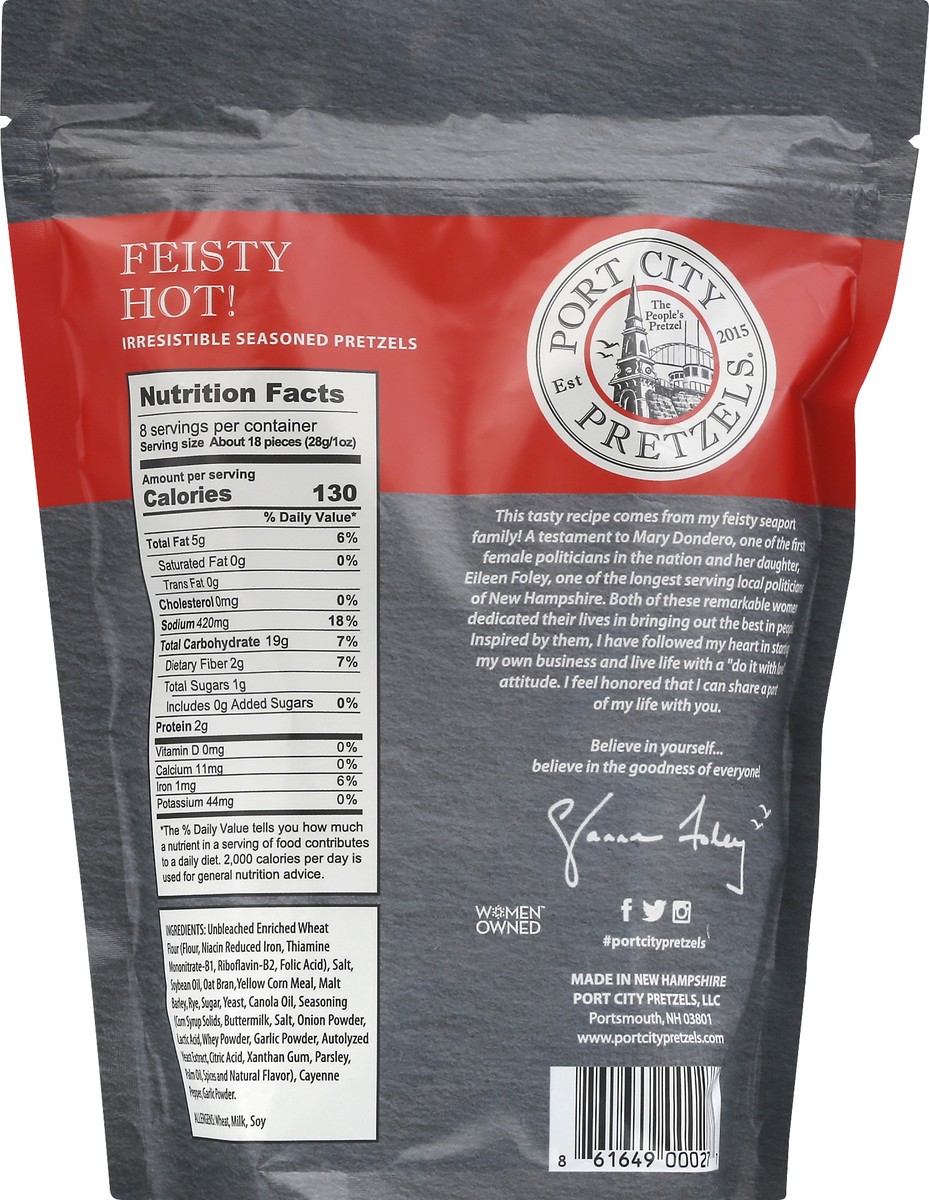 FEISTY
HOT!
IRRESISTIBLE SEASONED PRETZELS
PORT CITY
The
People's
Pretzel
Est
2015
PRETZELS.
Nutrition Facts
8 servings per container
Serving size About 18 pieces (28g/1oz)
Amount per serving
Calories 130
% Daily Value*
Total Fat 5g 6%
Saturated Fat 0g 0%
Trans Fat 0g
Cholesterol 0mg 0%
Sodium 420mg 18%
Total Carbohydrate 19g 7%
Dietary Fiber 2g 7%
Total Sugars 1g
Includes 0g Added Sugars 0%
Protein 2g
Vitamin D 0mg 0%
Calcium 11mg 0%
Iron 1mg 6%
Potassium 44mg 0%
*The % Daily Value tells you how much
a nutrient in a serving of food contributes
to a daily diet. 2,000 calories per day is
used for general nutrition advice.
INGREDIENTS: Unbleached Enriched Wheat
Flour (Flour, Niacin Reduced Iron, Thiamine
Mononitrate-B1, Riboflavin-B2, Folic Acid), Salt,
Soybean Oil, Oat Bran, Yellow Corn Meal, Malt
Barley, Rye, Sugar, Yeast, Canola Oil, Seasoning
(Corn Syrup Solids, Buttermilk, Salt, Onion Powder,
Lactic Acid, Whey Powder, Garlic Powder, Autolyzed
Yeast Extract, Citric Acid, Xanthan Gum, Parsley,
Palm Oil, Spices and Natural Flavor), Cayenne
Pepper, Garlic Powder.
ALLERGENS: Wheat, Milk, Soy
This tasty recipe comes from my feisty seaport
family! A testament to Mary Dondero, one of the first
female politicians in the nation and her daughter,
Eileen Foley, one of the longest serving local politicians
of New Hampshire. Both of these remarkable women
dedicated their lives in bringing out the best in
Inspired by them, I have followed my heart in
my own business and live life with a "do it with
attitude. I feel honored that I can share a part
of my life with you.
Believe in yourself...
believe in the goodness of everyone!
Foley
WOMEN
OWNED
#portcitypretzels
MADE IN NEW HAMPSHIRE
PORT CITY PRETZELS, LLC
Portsmouth, NH 03801
www.portcitypretzels.com
8 61649 00027